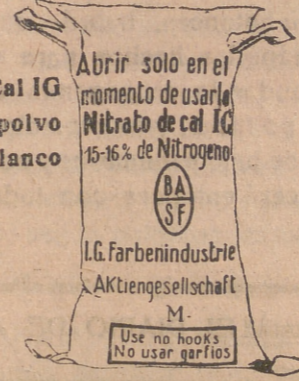 Cal IG
polvo
lanco
Abrir solo en el
momento de usarlo
Nitrato de cal IG
15-16% de Nitrogeno
BA
SF
I.G. Farbenindustrie
Aktiengesellschaft
M.
Use no hooks
No usar garfios